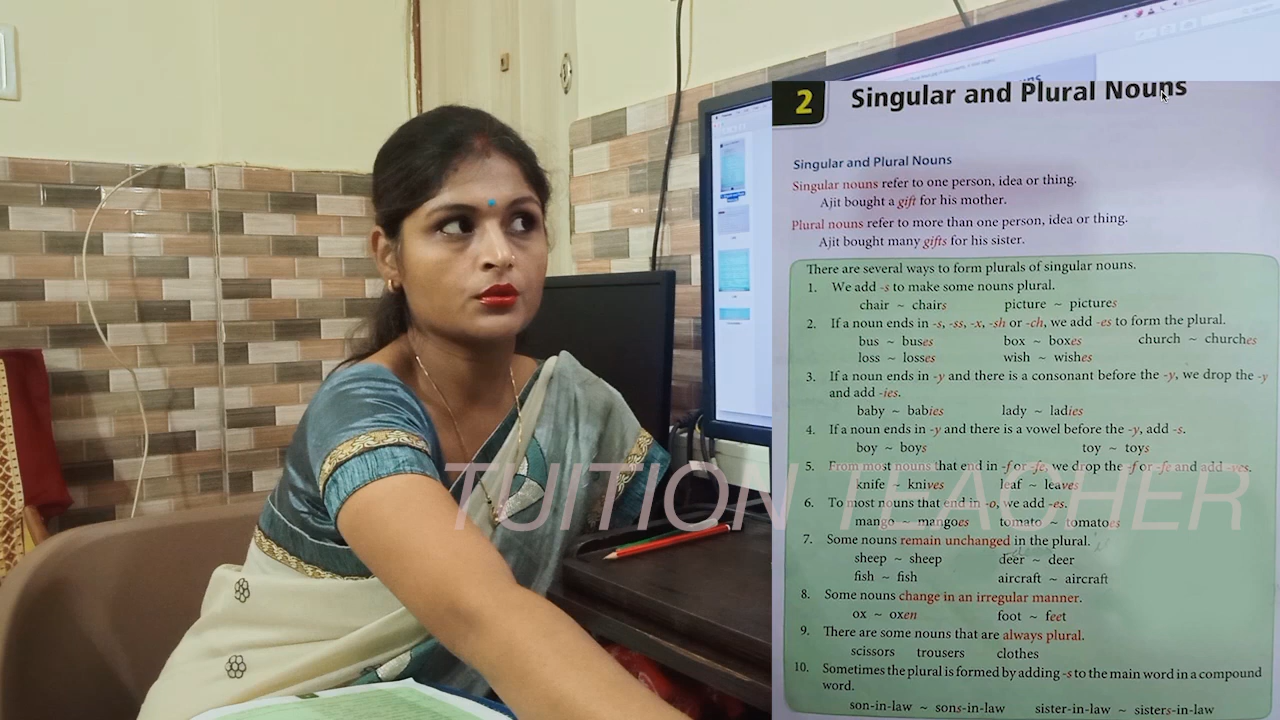 2 Singular and Plural Nouns
Singular and Plural Nouns
Singular nouns refer to one person, idea or thing.
Ajit bought a gift for his mother.
Plural nouns refer to more than one person, idea or thing.
Ajit bought many gifts for his sister.
There are several ways to form plurals of singular nouns.
1. We add -s to make some nouns plural.
chair ~ chairs picture ~ pictures
2. If a noun ends in -s, -ss, -x, -sh or -ch, we add -es to form the plural.
bus ~ buses box ~ boxes church ~ churches
loss ~ losses wish ~ wishes
3. If a noun ends in -y and there is a consonant before the -y, we drop the -y
and add -ies.
baby ~ babies lady ~ ladies
4. If a noun ends in -y and there is a vowel before the -y, add -s.
boy ~ boys toy ~ toys
5. From most nouns that end in -f or -fe, we drop the -f or -fe and add -ves.
knife ~ knives leaf ~ leaves
TUITION TEACHER
6. To most nouns that end in -o, we add -es.
mango ~ mangoes tomato ~ tomatoes
7. Some nouns remain unchanged in the plural.
sheep ~ sheep deer ~ deer
fish ~ fish aircraft ~ aircraft
8. Some nouns change in an irregular manner.
ox ~ oxen foot ~ feet
9. There are some nouns that are always plural.
scissors trousers clothes
10. Sometimes the plural is formed by adding -s to the main word in a compound
word.
son-in-law ~ sons-in-law sister-in-law ~ sisters-in-law